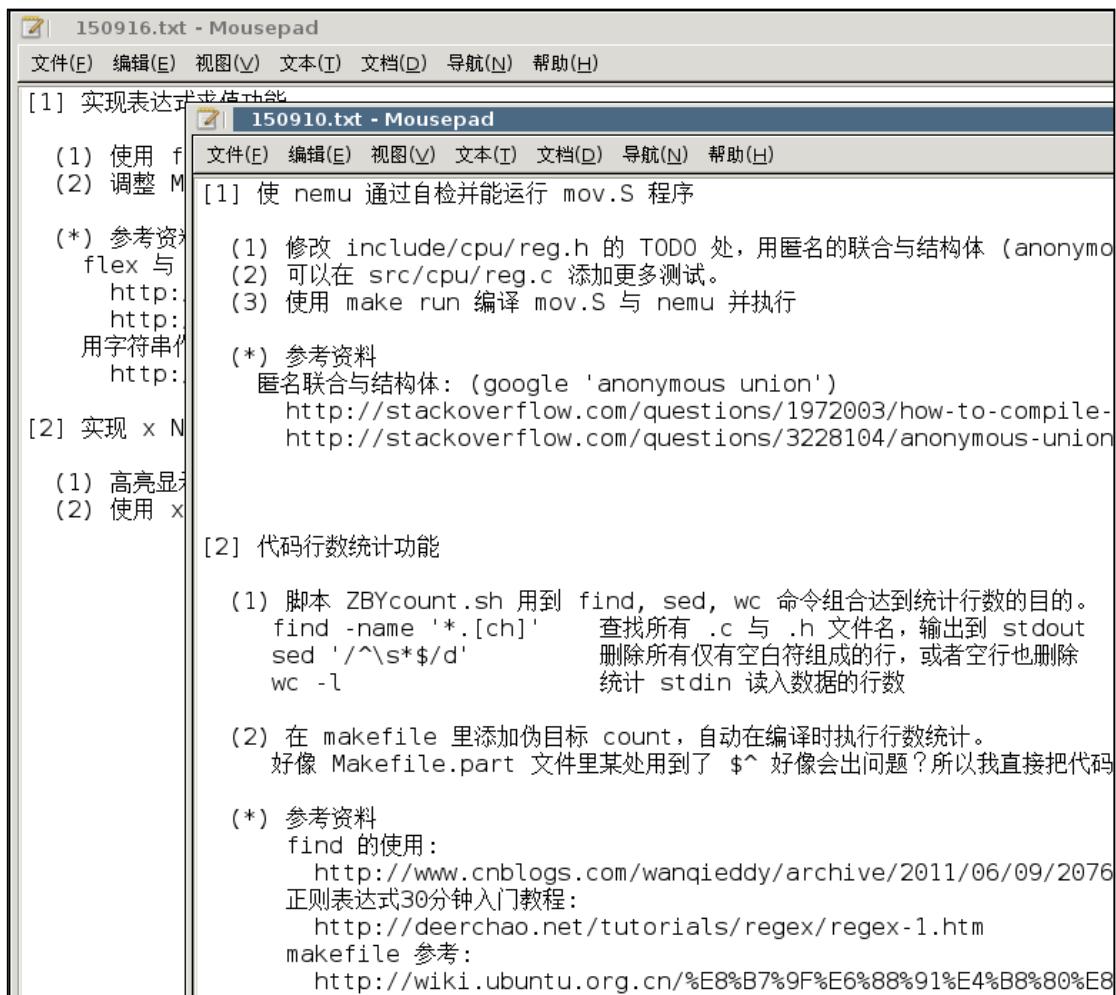 150916.txt - Mousepad
文件(F) 编辑(E) 视图(V) 文本(T) 文档(D) 导航(N) 帮助(H)
[1] 实现表达式求值功能
(1) 使用 f
(2) 调整 M
(*) 参考资
flex 与
http:
http:
用字符串
http:
[2] 实现 x N
(1) 高亮显
(2) 使用 x
150910.txt - Mousepad
文件(F) 编辑(E) 视图(V) 文本(T) 文档(D) 导航(N) 帮助(H)
[1] 使 nemu 通过自检并能运行 mov.S 程序
(1) 修改 include/cpu/reg.h 的 TODO 处，用匿名的联合与结构体 (anonymo
(2) 可以在 src/cpu/reg.c 添加更多测试。
(3) 使用 make run 编译 mov.S 与 nemu 并执行
(*) 参考资料
匿名联合与结构体: (google 'anonymous union')
http://stackoverflow.com/questions/1972003/how-to-compile-
http://stackoverflow.com/questions/3228104/anonymous-union
[2] 代码行数统计功能
(1) 脚本 ZBYcount.sh 用到 find, sed, wc 命令组合达到统计行数的目的。
find -name '*.[ch]' 查找所有 .c 与 .h 文件名，输出到 stdout
sed '/^\s*$/d' 删除所有仅有空白符组成的行，或者空行也删除
wc -l 统计 stdin 读入数据的行数
(2) 在 makefile 里添加伪目标 count，自动在编译时执行行数统计。
好像 Makefile.part 文件里某处用到了 $^ 好像会出问题？所以我直接把代码
(*) 参考资料
find 的使用:
http://www.cnblogs.com/wanqieddy/archive/2011/06/09/2076
正则表达式30分钟入门教程:
http://deerchao.net/tutorials/regex/regex-1.htm
makefile 参考:
http://wiki.ubuntu.org.cn/%E8%B7%9F%E6%88%91%E4%B8%80%E8